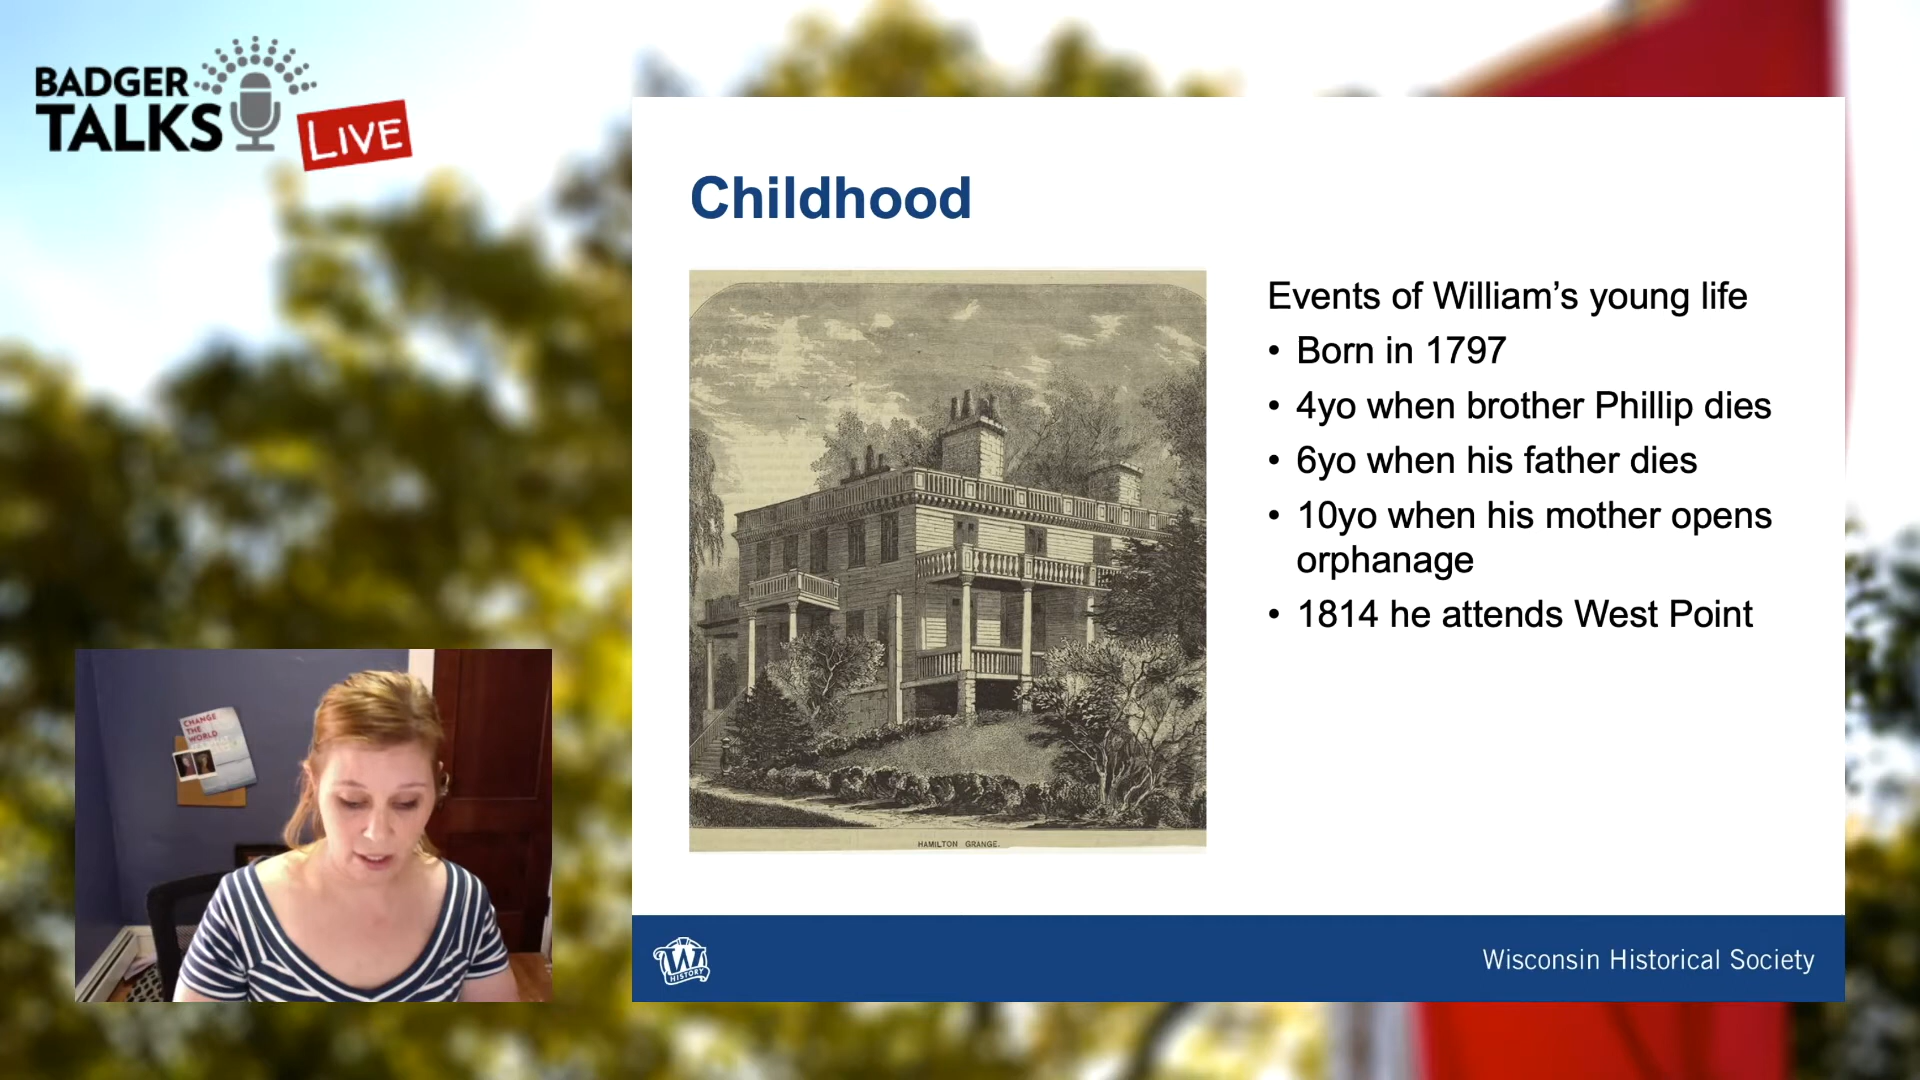 BADGER
TALKS
LIVE
Childhood
Events of William’s young life
• Born in 1797
• 4yo when brother Phillip dies
• 6yo when his father dies
• 10yo when his mother opens
orphanage
• 1814 he attends West Point
HAMILTON GRANGE.
CHANGE
THE
WORLD
W
HISTORY
Wisconsin Historical Society